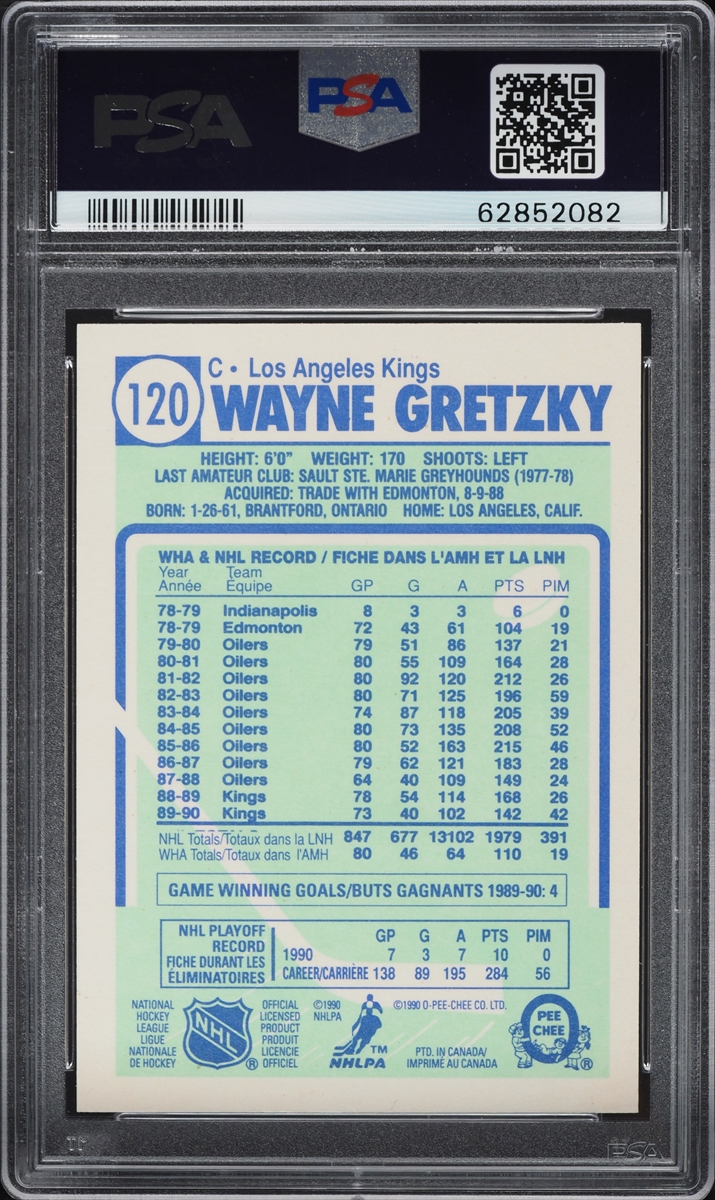 PSA PSA
62852082
C • Los Angeles Kings
120 WAYNE GRETZKY
HEIGHT: 6'0" WEIGHT: 170 SHOOTS: LEFT
LAST AMATEUR CLUB: SAULT STE. MARIE GREYHOUNDS (1977-78)
ACQUIRED: TRADE WITH EDMONTON, 8-9-88
BORN: 1-26-61, BRANTFORD, ONTARIO HOME: LOS ANGELES, CALIF.
WHA & NHL RECORD / FICHE DANS L'AMH ET LA LNH
Year Team
Année Équipe GP G A PTS PIM
78-79 Indianapolis 8 3 3 6 0
78-79 Edmonton 72 43 61 104 19
79-80 Oilers 79 51 86 137 21
80-81 Oilers 80 55 109 164 28
81-82 Oilers 80 92 120 212 26
82-83 Oilers 80 71 125 196 59
83-84 Oilers 74 87 118 205 39
84-85 Oilers 80 73 135 208 52
85-86 Oilers 80 52 163 215 46
86-87 Oilers 79 62 121 183 28
87-88 Oilers 64 40 109 149 24
88-89 Kings 78 54 114 168 26
89-90 Kings 73 40 102 142 42
NHL Totals/Totaux dans la LNH 847 677 13102 1979 391
WHA Totals/Totaux dans l'AMH 80 46 64 110 19
GAME WINNING GOALS/BUTS GAGNANTS 1989-90: 4
NHL PLAYOFF
RECORD
FICHE DURANT LES
ÉLIMINATOIRES
GP G A PTS PIM
1990 7 3 7 10 0
CAREER/CARRIÈRE 138 89 195 284 56
NATIONAL
HOCKEY
LEAGUE
LIGUE
NATIONALE
DE HOCKEY
NHL ®
OFFICIAL
LICENSED
PRODUCT
PRODUIT
LICENCIE
OFFICIEL
©1990
NHLPA
NHLPA TM
©1990 O-PEE-CHEE CO. LTD.
PTD. IN CANADA/
IMPRIMÉ AU CANADA
O
PEE
CHEE ®
PSA